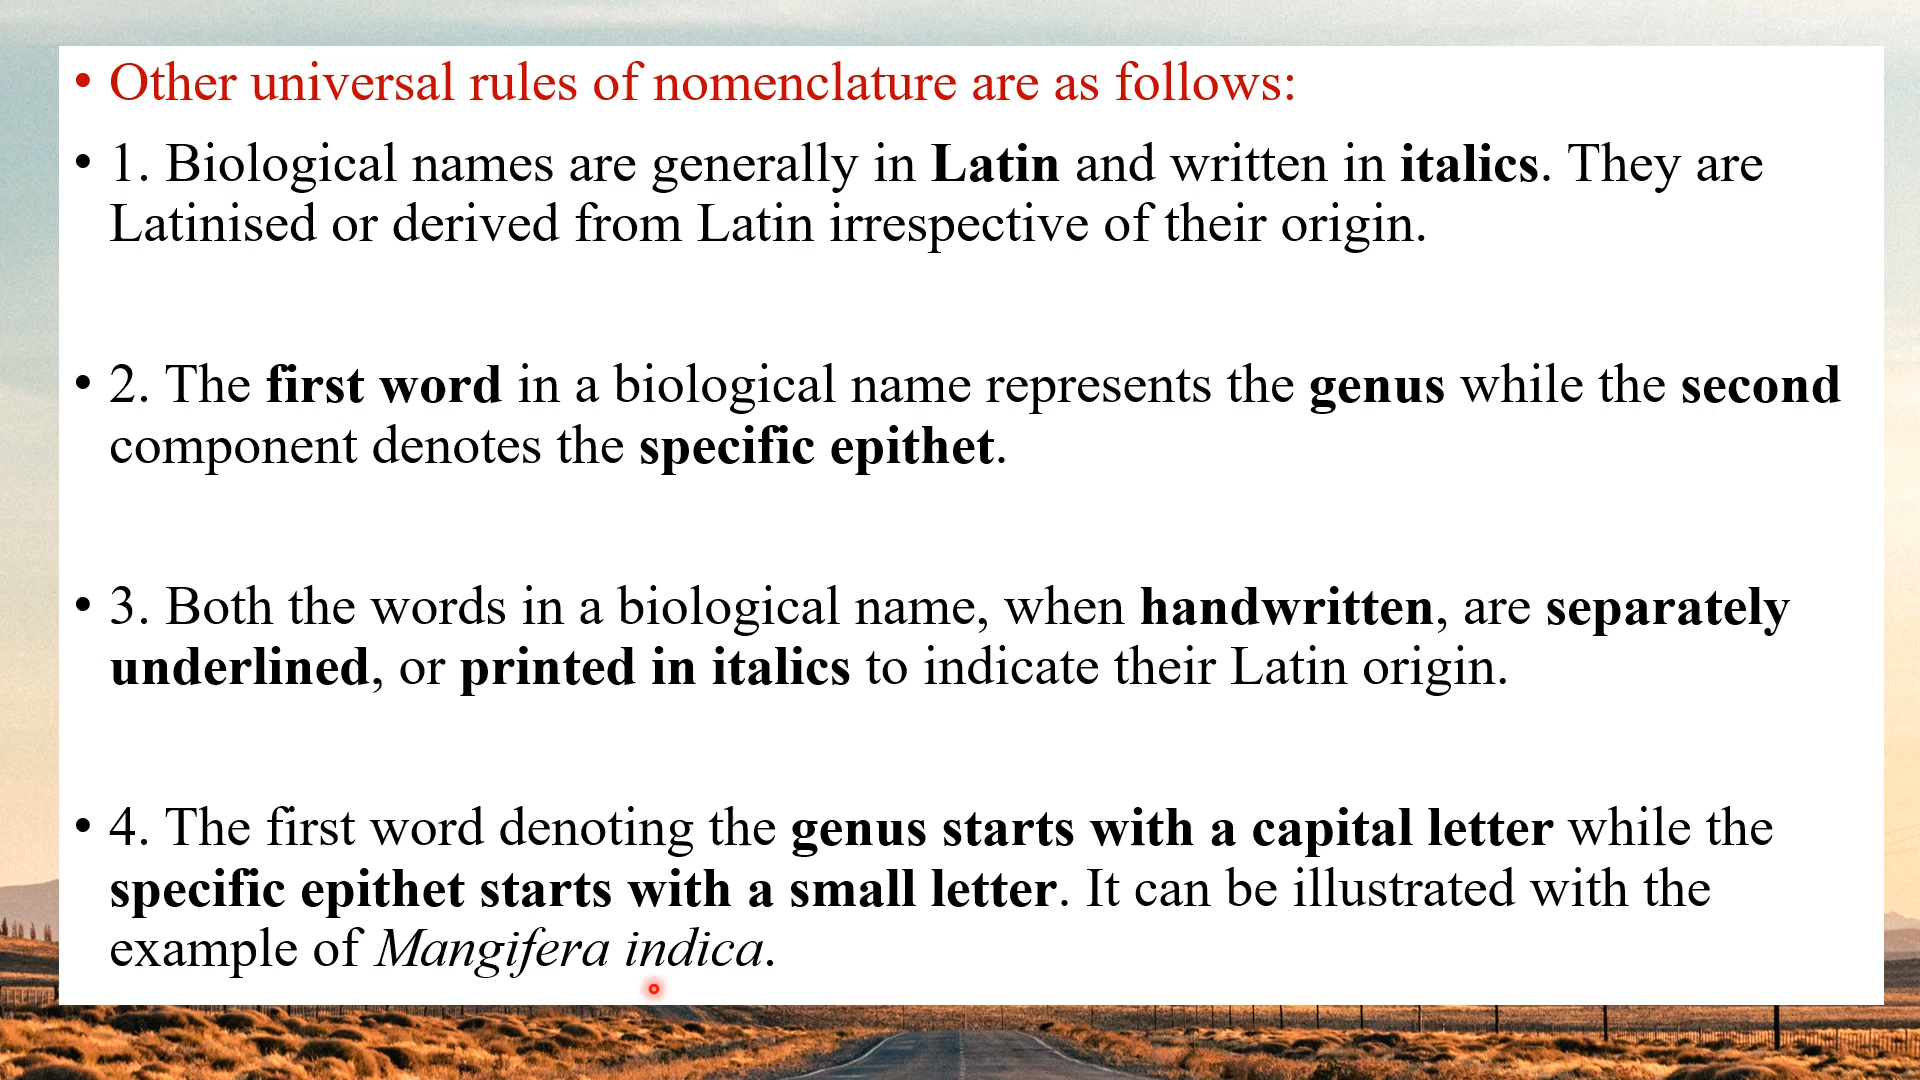 • Other universal rules of nomenclature are as follows:
• 1. Biological names are generally in Latin and written in italics. They are
Latinised or derived from Latin irrespective of their origin.
• 2. The first word in a biological name represents the genus while the second
component denotes the specific epithet.
• 3. Both the words in a biological name, when handwritten, are separately
underlined, or printed in italics to indicate their Latin origin.
• 4. The first word denoting the genus starts with a capital letter while the
specific epithet starts with a small letter. It can be illustrated with the
example of Mangifera indica.